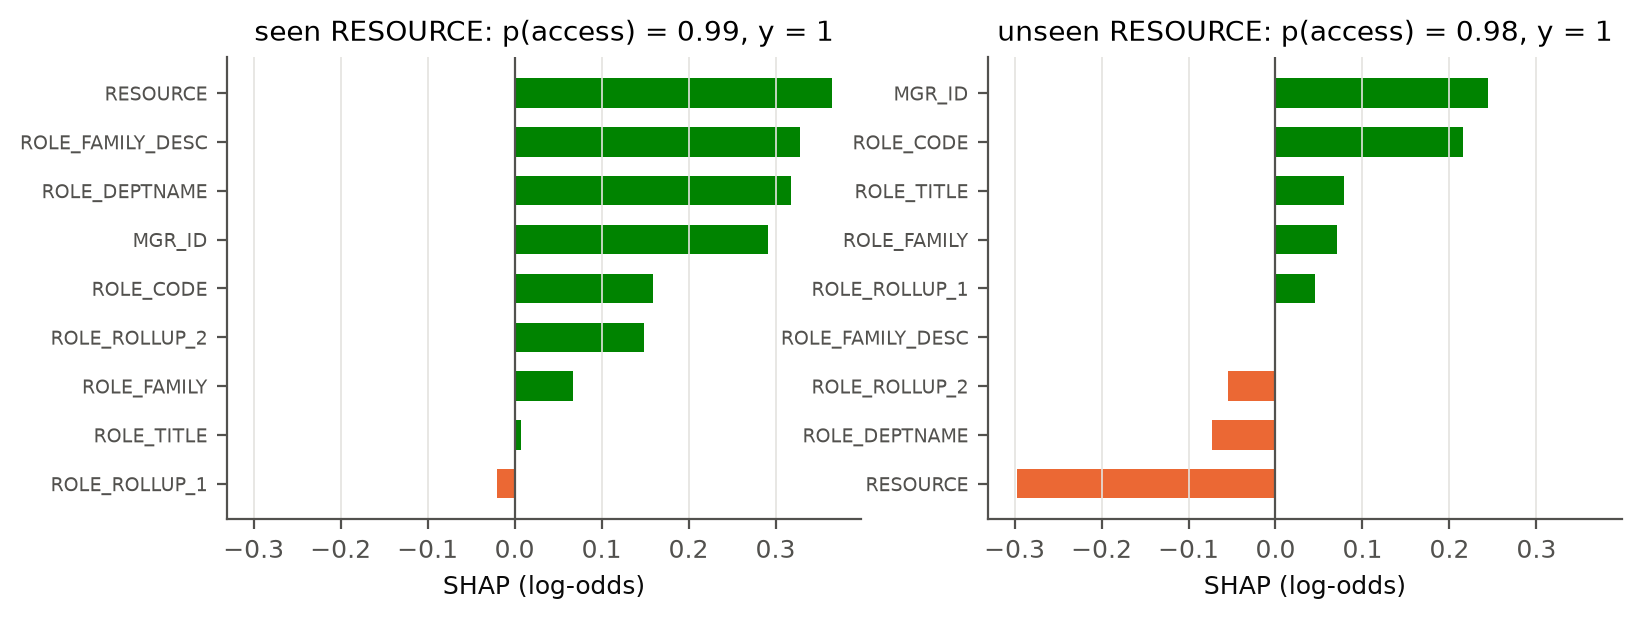 seen RESOURCE: p(access) = 0.99, y = 1
RESOURCE
ROLE_FAMILY_DESC
ROLE_DEPTNAME
MGR_ID
ROLE_CODE
ROLE_ROLLUP_2
ROLE_FAMILY
ROLE_TITLE
ROLE_ROLLUP_1
−0.3 −0.2 −0.1 0.0 0.1 0.2 0.3
SHAP (log-odds)
unseen RESOURCE: p(access) = 0.98, y = 1
MGR_ID
ROLE_CODE
ROLE_TITLE
ROLE_FAMILY
ROLE_ROLLUP_1
ROLE_FAMILY_DESC
ROLE_ROLLUP_2
ROLE_DEPTNAME
RESOURCE
−0.3 −0.2 −0.1 0.0 0.1 0.2 0.3
SHAP (log-odds)